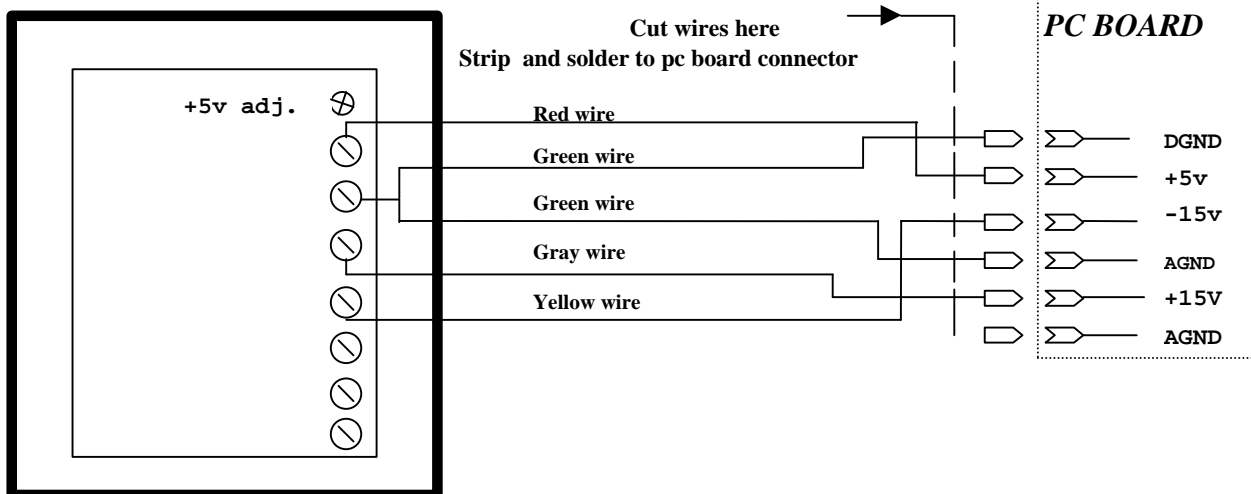 Cut wires here
Strip and solder to pc board connector
PC BOARD
+5v adj.
Red wire
Green wire
Green wire
Gray wire
Yellow wire
DGND
+5v
-15v
AGND
+15V
AGND